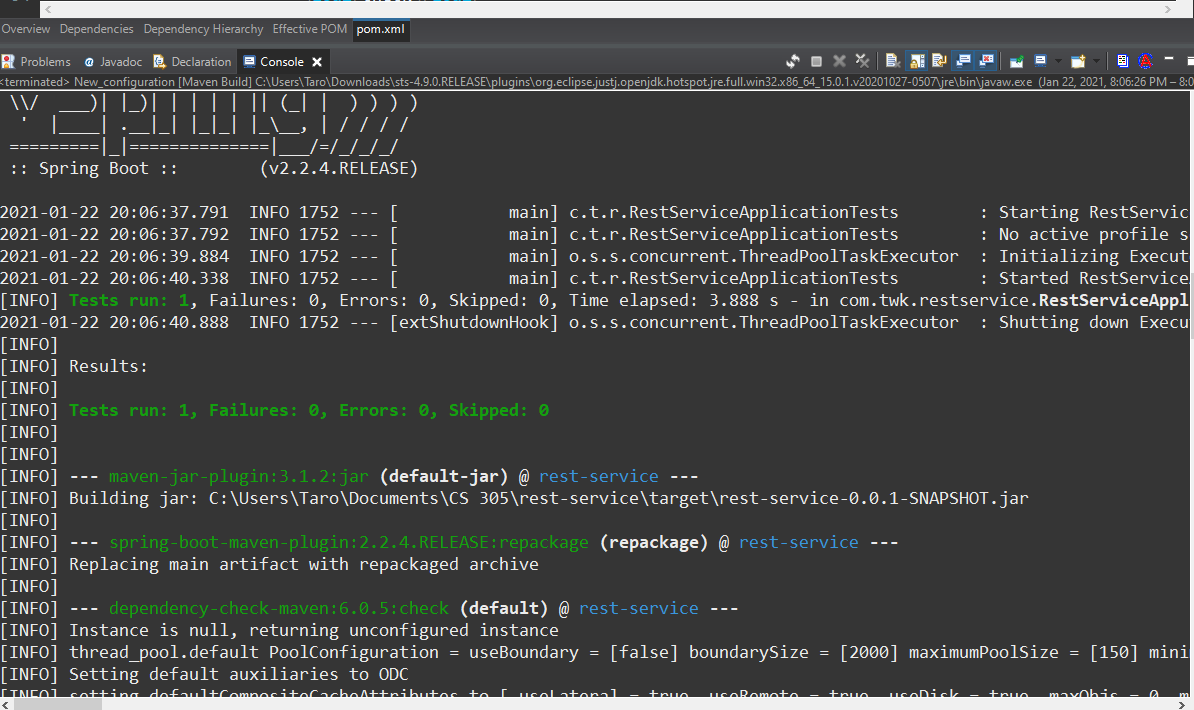 Overview Dependencies Dependency Hierarchy Effective POM pom.xml
Problems @ Javadoc Declaration Console
<terminated> New_configuration [Maven Build] C:\Users\Taro\Downloads\sts-4.9.0.RELEASE\plugins\org.eclipse.justj.openjdk.hotspot.jre.full.win32.x86_64_15.0.1.v20201027-0507\jre\bin\javaw.exe (Jan 22, 2021, 8:06:26 PM – 8:0
 \\/  ___)| |_)| | | | | || (_| |  ) ) ) )
  '  |____| .__|_| |_|_| |_\__, | / / / /
 =========|_|==============|___/=/_/_/_/
 :: Spring Boot ::        (v2.2.4.RELEASE)
2021-01-22 20:06:37.791  INFO 1752 --- [           main] c.t.r.RestServiceApplicationTests        : Starting RestServic
2021-01-22 20:06:37.792  INFO 1752 --- [           main] c.t.r.RestServiceApplicationTests        : No active profile s
2021-01-22 20:06:39.884  INFO 1752 --- [           main] o.s.s.concurrent.ThreadPoolTaskExecutor  : Initializing Execut
2021-01-22 20:06:40.338  INFO 1752 --- [           main] c.t.r.RestServiceApplicationTests        : Started RestService
[INFO] Tests run: 1, Failures: 0, Errors: 0, Skipped: 0, Time elapsed: 3.888 s - in com.twk.restservice.RestServiceAppl
2021-01-22 20:06:40.888  INFO 1752 --- [extShutdownHook] o.s.s.concurrent.ThreadPoolTaskExecutor  : Shutting down Execu
[INFO]
[INFO] Results:
[INFO]
[INFO] Tests run: 1, Failures: 0, Errors: 0, Skipped: 0
[INFO]
[INFO]
[INFO] --- maven-jar-plugin:3.1.2:jar (default-jar) @ rest-service ---
[INFO] Building jar: C:\Users\Taro\Documents\CS 305\rest-service\target\rest-service-0.0.1-SNAPSHOT.jar
[INFO]
[INFO] --- spring-boot-maven-plugin:2.2.4.RELEASE:repackage (repackage) @ rest-service ---
[INFO] Replacing main artifact with repackaged archive
[INFO]
[INFO] --- dependency-check-maven:6.0.5:check (default) @ rest-service ---
[INFO] Instance is null, returning unconfigured instance
[INFO] thread_pool.default PoolConfiguration = useBoundary = [false] boundarySize = [2000] maximumPoolSize = [150] mini
[INFO] Setting default auxiliaries to ODC
[INFO] setting defaultCompositeCacheAttributes to [ useLateral = true, useRemote = true, useDisk = true, maxObjs = 0, m